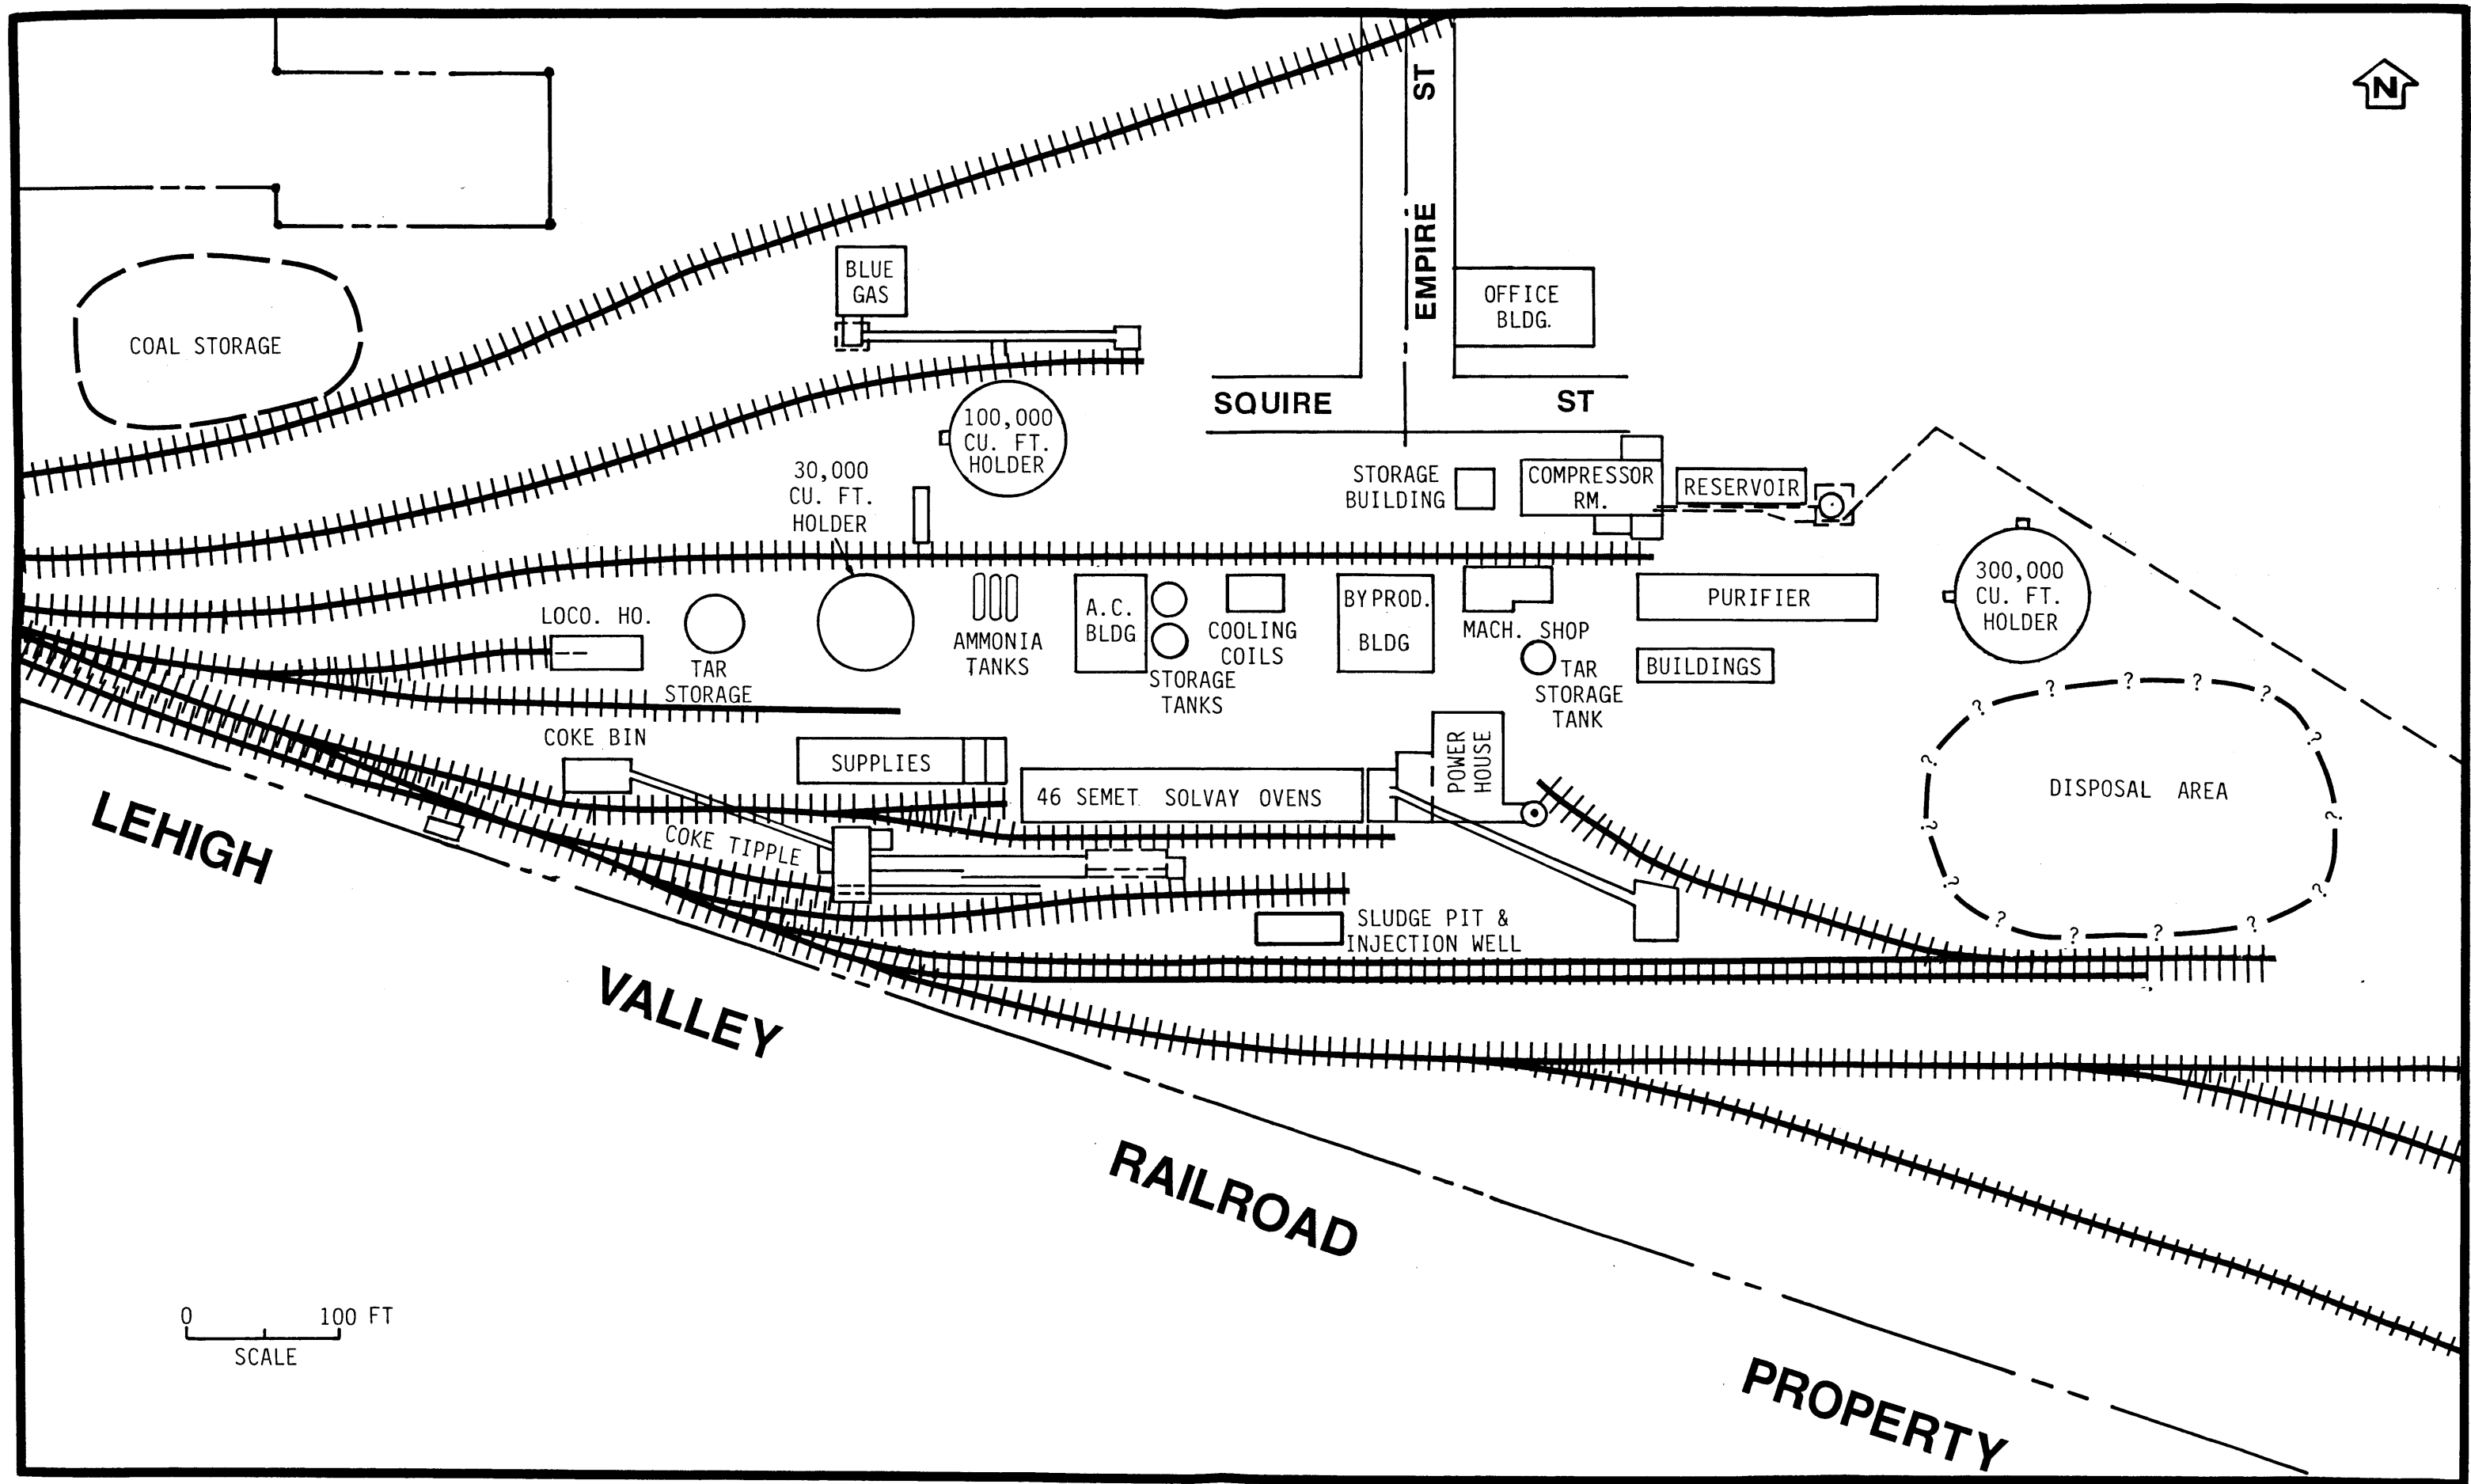 N
EMPIRE ST
BLUE
GAS
OFFICE
BLDG.
COAL STORAGE
SQUIRE ST
100,000
CU. FT.
HOLDER
30,000
CU. FT.
HOLDER
STORAGE
BUILDING
COMPRESSOR
RM.
RESERVOIR
300,000
CU. FT.
HOLDER
LOCO. HO.
TAR
STORAGE
AMMONIA
TANKS
A.C.
BLDG
STORAGE
TANKS
COOLING
COILS
BYPROD.
BLDG
MACH. SHOP
TAR
STORAGE
TANK
PURIFIER
BUILDINGS
COKE BIN
SUPPLIES
46 SEMET SOLVAY OVENS
POWER
HOUSE
? ? ? ? ? ? ? ? ? ? ? ? ? ? ? ?
DISPOSAL AREA
COKE TIPPLE
SLUDGE PIT &
INJECTION WELL
LEHIGH VALLEY RAILROAD PROPERTY
0 100 FT
SCALE